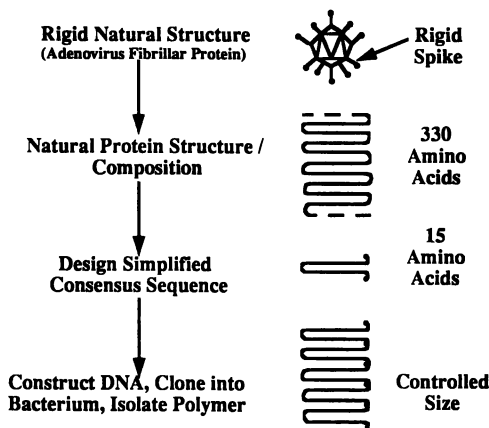 Rigid Natural Structure
(Adenovirus Fibrillar Protein)
Rigid
Spike
Natural Protein Structure /
Composition
330
Amino
Acids
Design Simplified
Consensus Sequence
15
Amino
Acids
Construct DNA, Clone into
Bacterium, Isolate Polymer
Controlled
Size